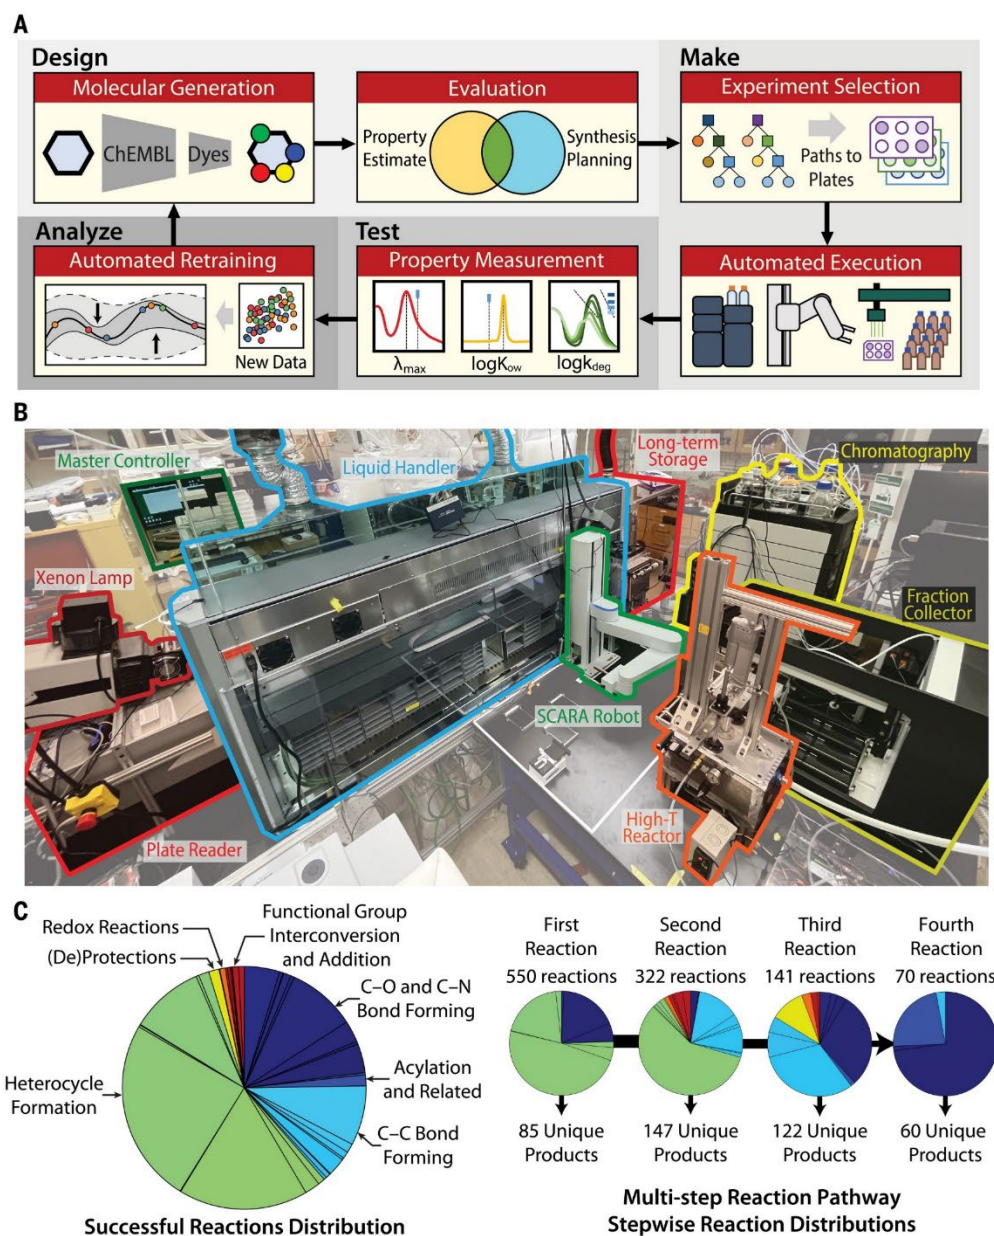 A
Design
Make
Molecular Generation
ChEMBL
Dyes
Evaluation
Property
Estimate
Synthesis
Planning
Experiment Selection
Paths to
Plates
Analyze
Test
Automated Retraining
New Data
Property Measurement
λmax
logKow
logkdeg
Automated Execution
B
Master Controller
Liquid Handler
Long-term
Storage
Chromatography
Xenon Lamp
Fraction
Collector
SCARA Robot
High-T
Reactor
Plate Reader
C
Redox Reactions
(De)Protections
Functional Group
Interconversion
and Addition
C–O and C–N
Bond Forming
Acylation
and Related
C–C Bond
Forming
Heterocycle
Formation
Successful Reactions Distribution
First
Reaction
550 reactions
Second
Reaction
322 reactions
Third
Reaction
141 reactions
Fourth
Reaction
70 reactions
85 Unique
Products
147 Unique
Products
122 Unique
Products
60 Unique
Products
Multi-step Reaction Pathway
Stepwise Reaction Distributions